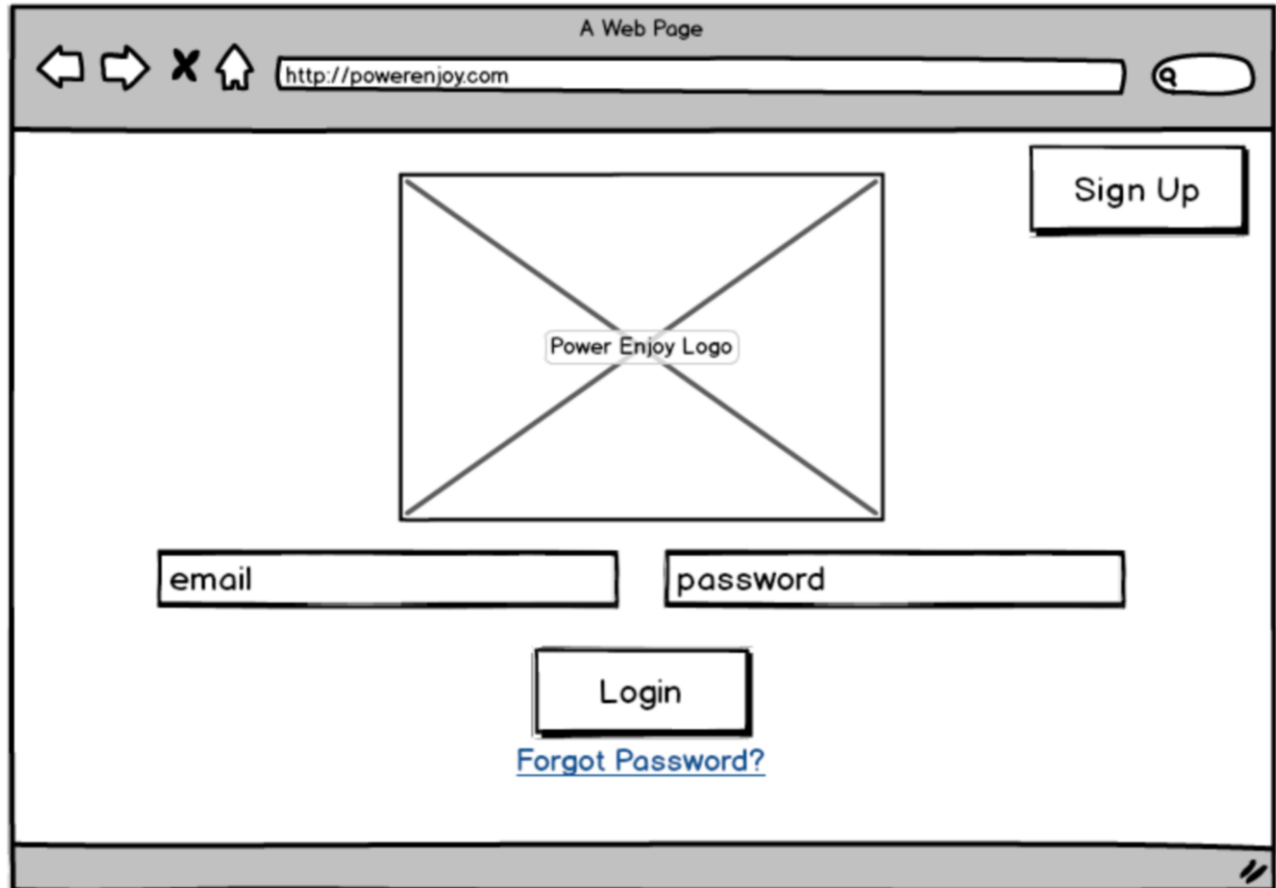 A Web Page
http://powerenjoy.com
Sign Up
Power Enjoy Logo
email
password
Login
Forgot Password?